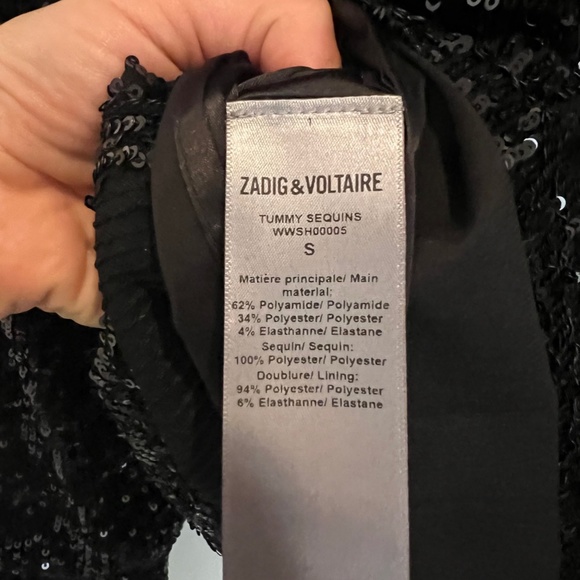 1
ZADIG & VOLTAIRE
TUMMY SEQUINS
WWSH00005
S
Matière principale/ Main
material:
62% Polyamide/ Polyamide
34% Polyester/ Polyester
4% Elasthanne/ Elastane
Sequin/ Sequin:
100% Polyester/ Polyester
Doublure/ Lining:
94% Polyester/ Polyester
6% Elasthanne/ Elastane